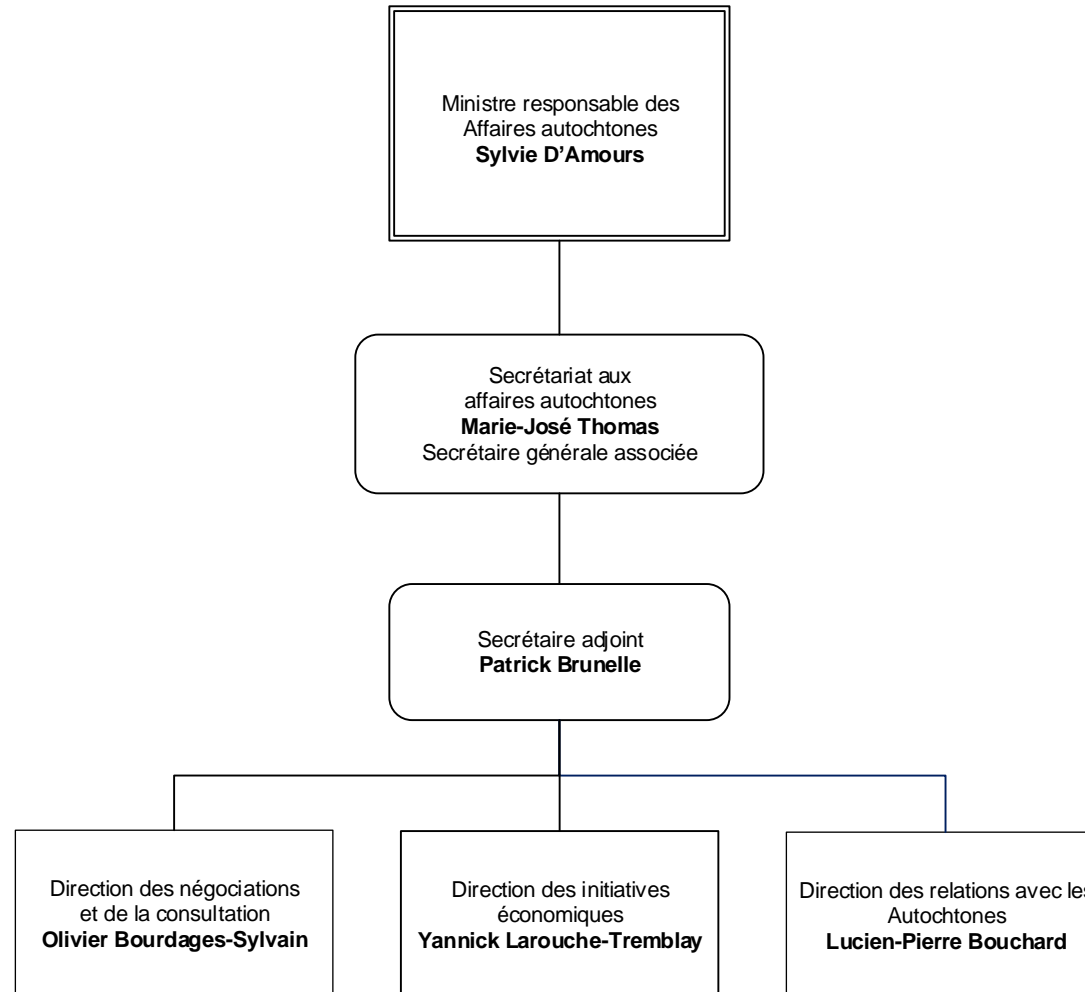 Ministre responsable des
Affaires autochtones
Sylvie D'Amours
Secrétariat aux
affaires autochtones
Marie-José Thomas
Secrétaire générale associée
Secrétaire adjoint
Patrick Brunelle
Direction des négociations
et de la consultation
Olivier Bourdages-Sylvain
Direction des initiatives
économiques
Yannick Larouche-Tremblay
Direction des relations avec les
Autochtones
Lucien-Pierre Bouchard